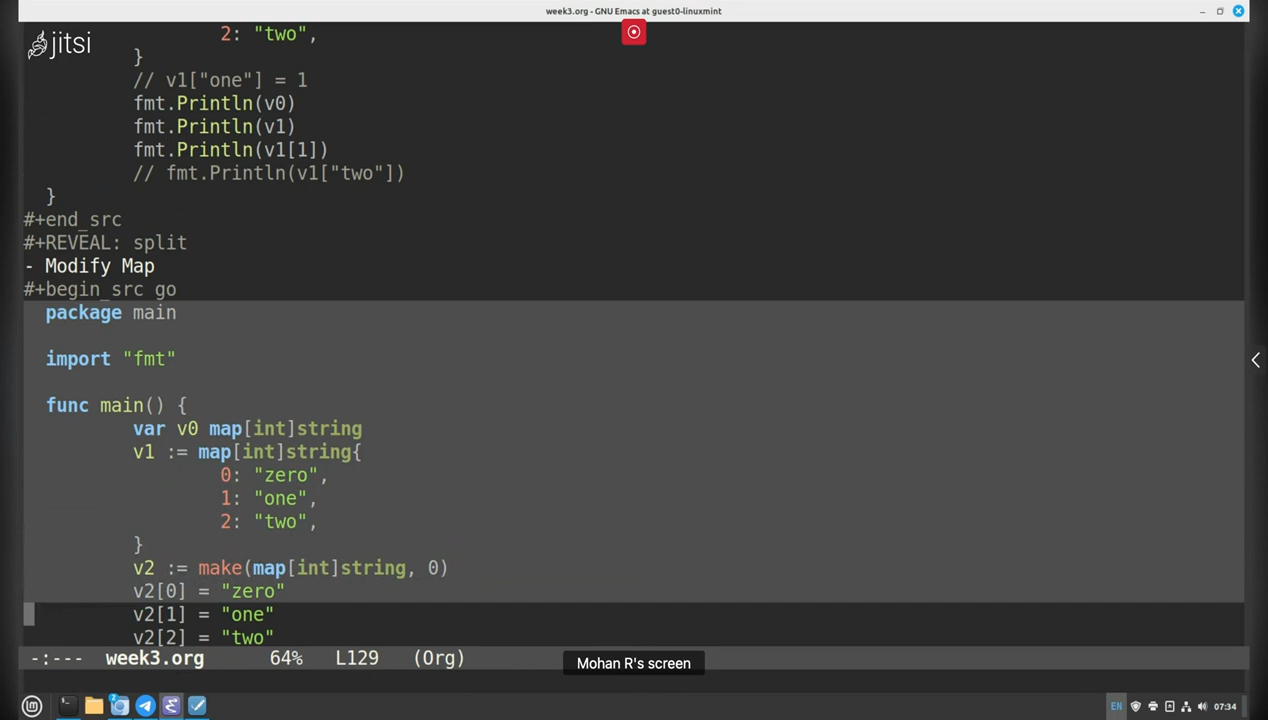 week3.org - GNU Emacs at guest0-linuxmint
jitsi
2: "two",
}
// v1["one"] = 1
fmt.Println(v0)
fmt.Println(v1)
fmt.Println(v1[1])
// fmt.Println(v1["two"])
}
#+end_src
#+REVEAL: split
- Modify Map
#+begin_src go
package main
import "fmt"
func main() {
var v0 map[int]string
v1 := map[int]string{
0: "zero",
1: "one",
2: "two",
}
v2 := make(map[int]string, 0)
v2[0] = "zero"
v2[1] = "one"
v2[2] = "two"
-:--- week3.org 64% L129 (Org)
Mohan R's screen
2
EN 07:34